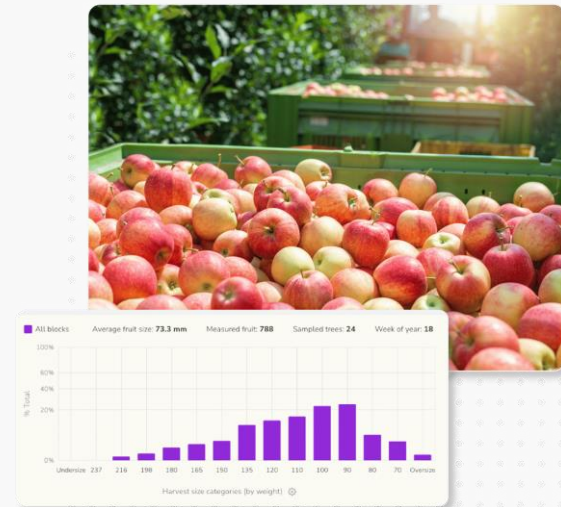 All blocks Average fruit size: 73.3 mm Measured fruit: 788 Sampled trees: 24 Week of year: 18
100%
60%
40%
20%
0%
% Total
Undersize 237 216 198 180 165 150 135 120 110 100 90 80 70 Oversize
Harvest size categories (by weight)